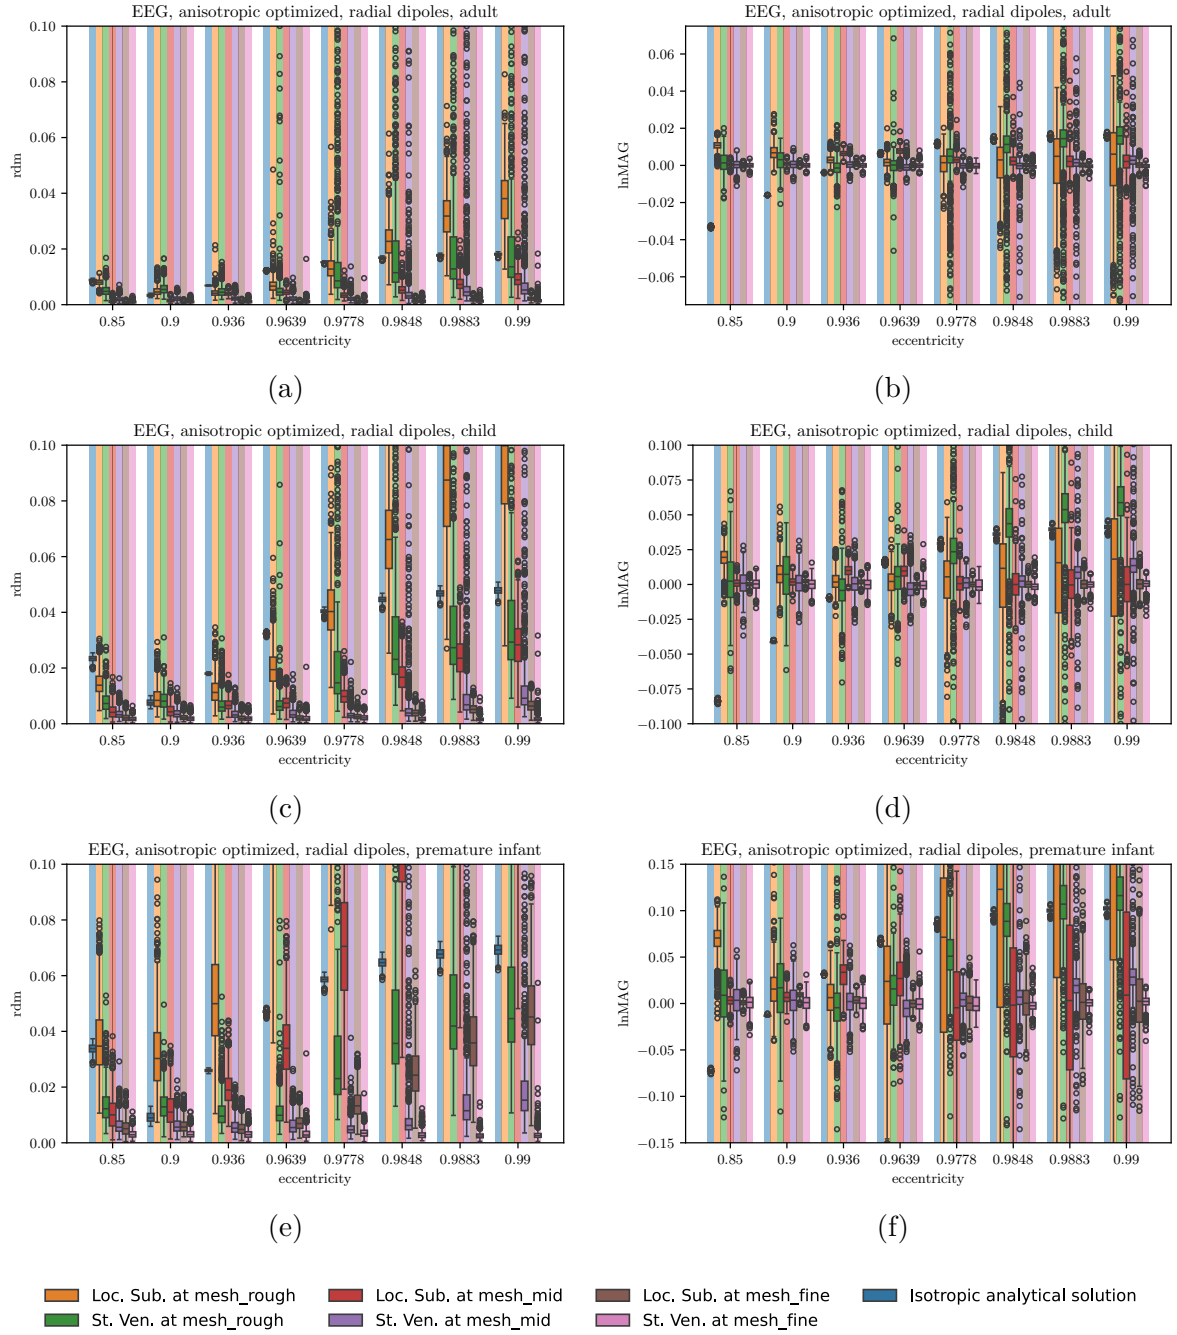 EEG, anisotropic optimized, radial dipoles, adult
0.10
0.08
0.06
0.04
0.02
0.00
rdm
0.85 0.9 0.936 0.9639 0.9778 0.9848 0.9883 0.99
eccentricity
(a)
EEG, anisotropic optimized, radial dipoles, adult
0.06
0.04
0.02
0.00
−0.02
−0.04
−0.06
lnMAG
0.85 0.9 0.936 0.9639 0.9778 0.9848 0.9883 0.99
eccentricity
(b)
EEG, anisotropic optimized, radial dipoles, child
0.10
0.08
0.06
0.04
0.02
0.00
rdm
0.85 0.9 0.936 0.9639 0.9778 0.9848 0.9883 0.99
eccentricity
(c)
EEG, anisotropic optimized, radial dipoles, child
0.100
0.075
0.050
0.025
0.000
−0.025
−0.050
−0.075
−0.100
lnMAG
0.85 0.9 0.936 0.9639 0.9778 0.9848 0.9883 0.99
eccentricity
(d)
EEG, anisotropic optimized, radial dipoles, premature infant
0.10
0.08
0.06
0.04
0.02
0.00
rdm
0.85 0.9 0.936 0.9639 0.9778 0.9848 0.9883 0.99
eccentricity
(e)
EEG, anisotropic optimized, radial dipoles, premature infant
0.15
0.10
0.05
0.00
−0.05
−0.10
−0.15
lnMAG
0.85 0.9 0.936 0.9639 0.9778 0.9848 0.9883 0.99
eccentricity
(f)
Loc. Sub. at mesh_rough Loc. Sub. at mesh_mid Loc. Sub. at mesh_fine Isotropic analytical solution
St. Ven. at mesh_rough St. Ven. at mesh_mid St. Ven. at mesh_fine